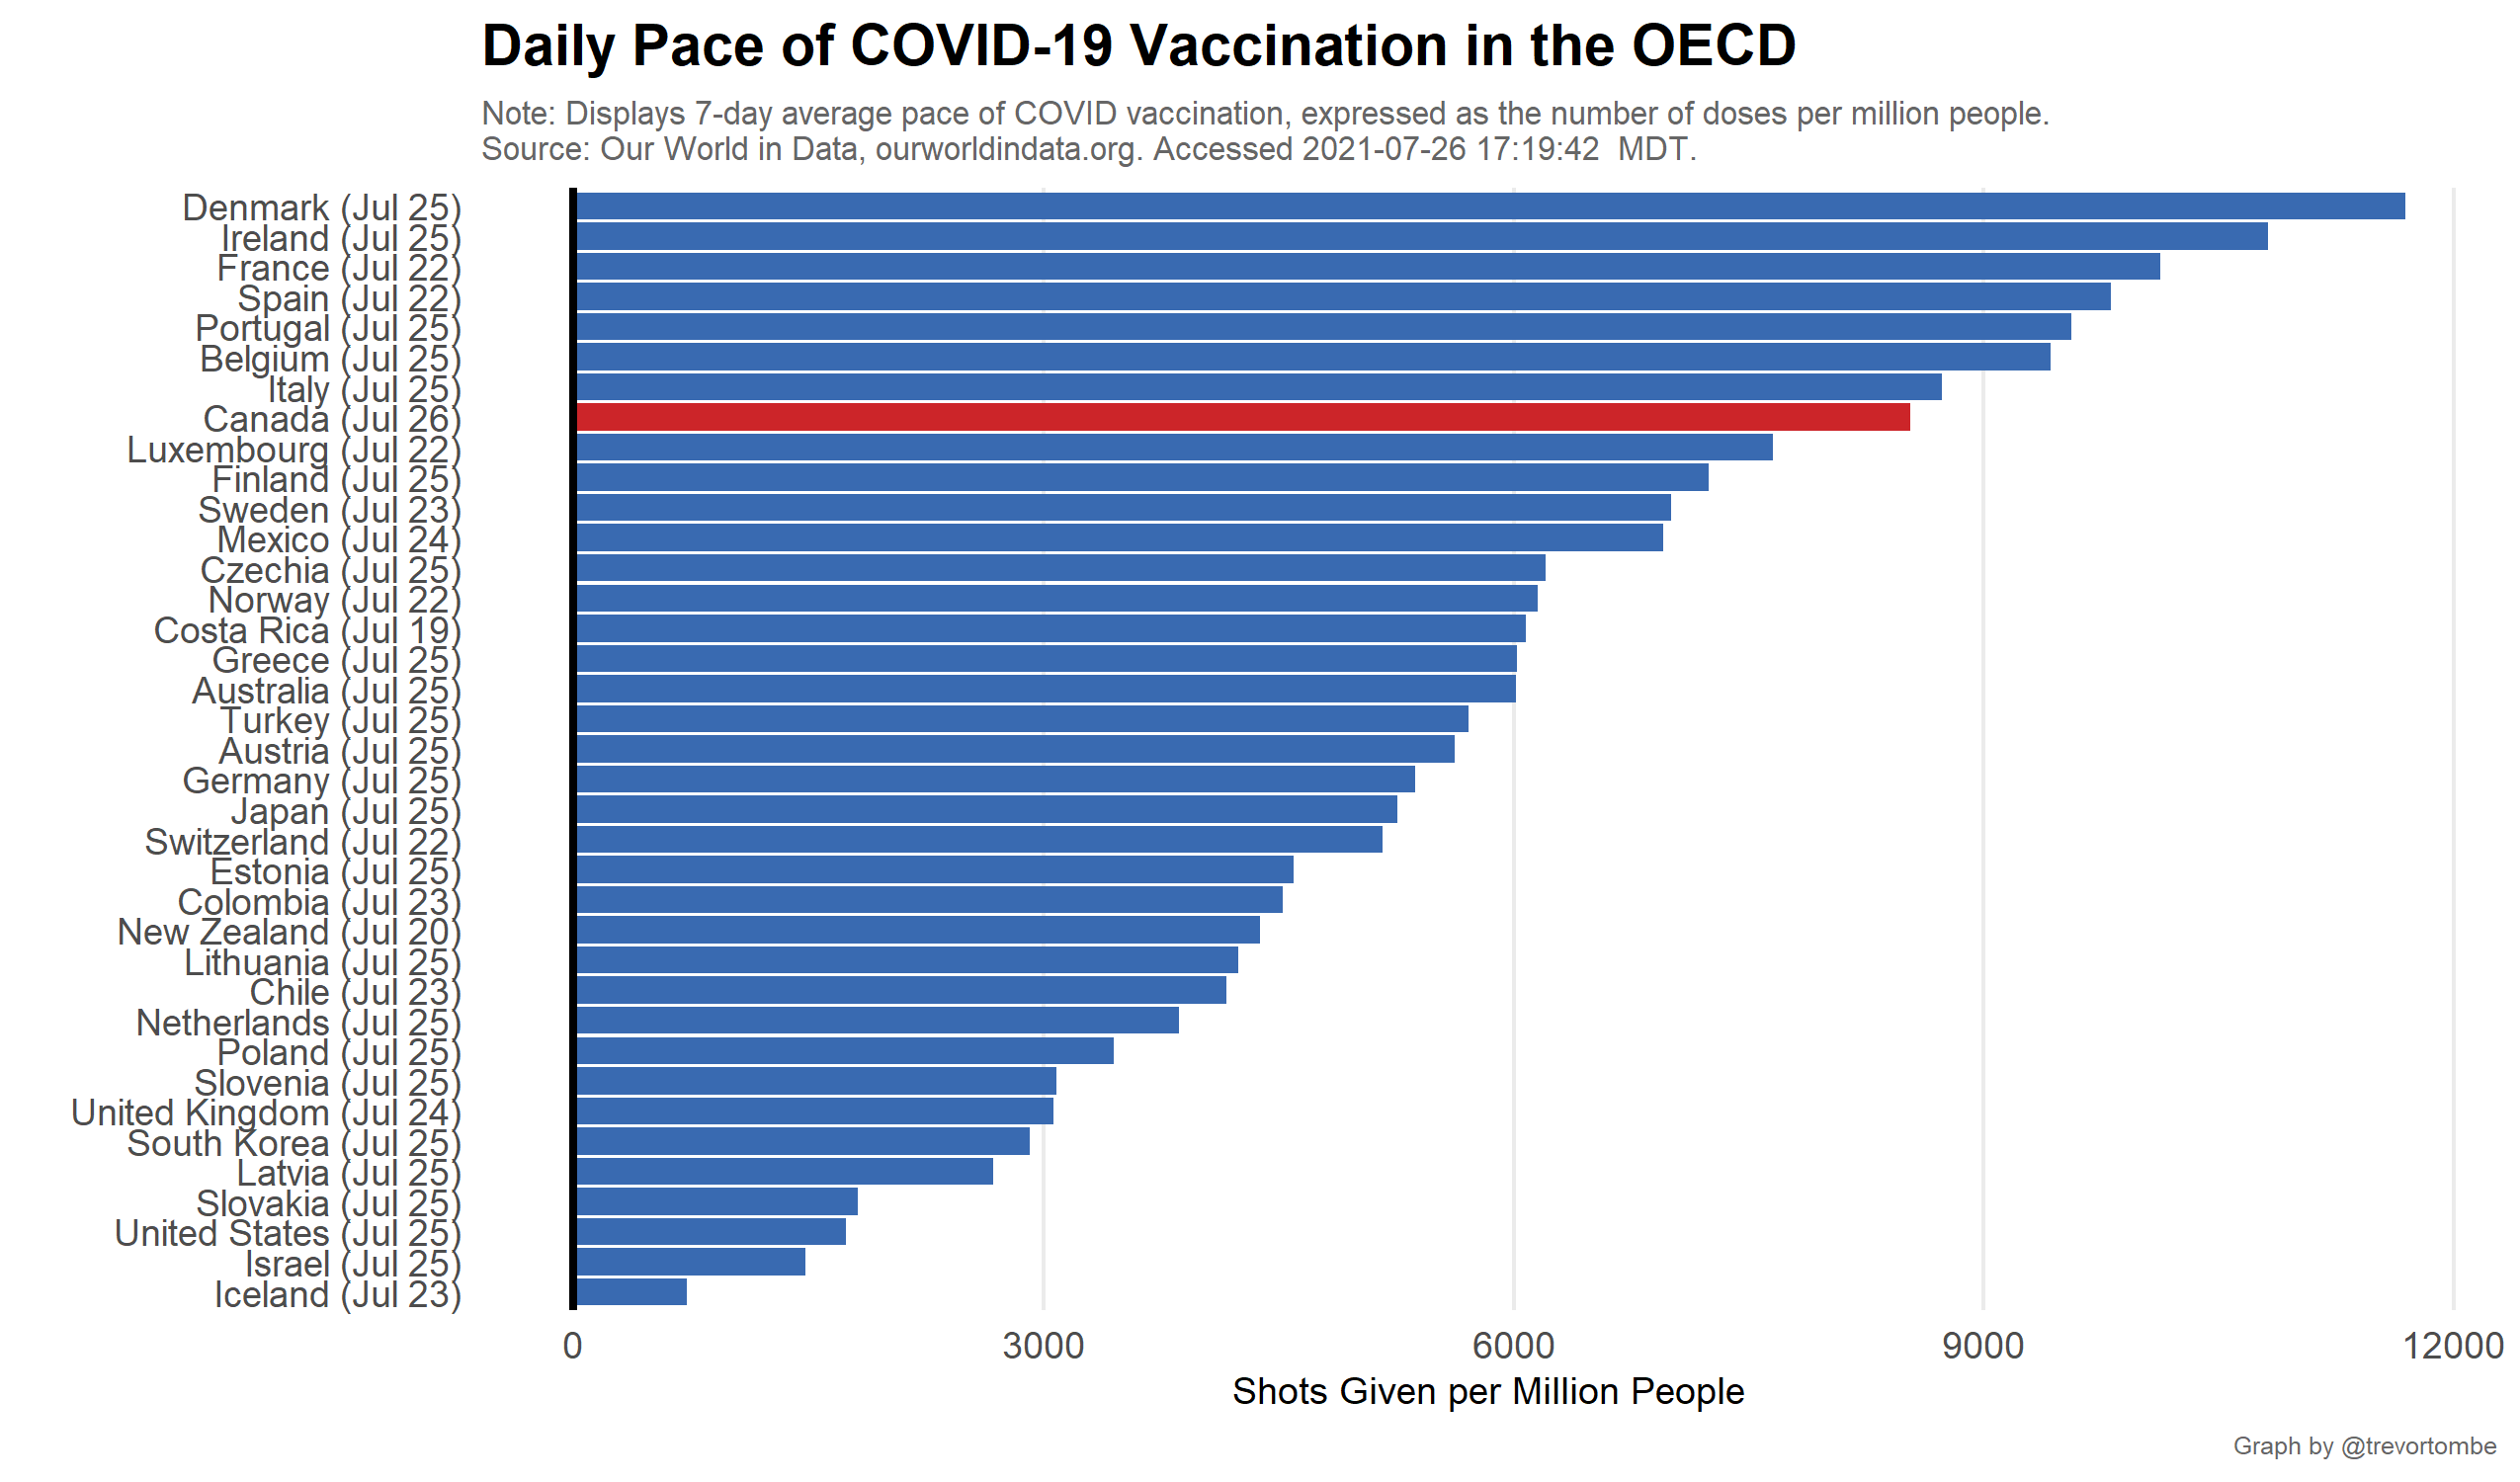 Daily Pace of COVID-19 Vaccination in the OECD
Note: Displays 7-day average pace of COVID vaccination, expressed as the number of doses per million people.
Source: Our World in Data, ourworldindata.org. Accessed 2021-07-26 17:19:42  MDT.
Denmark (Jul 25)
Ireland (Jul 25)
France (Jul 22)
Spain (Jul 22)
Portugal (Jul 25)
Belgium (Jul 25)
Italy (Jul 25)
Canada (Jul 26)
Luxembourg (Jul 22)
Finland (Jul 25)
Sweden (Jul 23)
Mexico (Jul 24)
Czechia (Jul 25)
Norway (Jul 22)
Costa Rica (Jul 19)
Greece (Jul 25)
Australia (Jul 25)
Turkey (Jul 25)
Austria (Jul 25)
Germany (Jul 25)
Japan (Jul 25)
Switzerland (Jul 22)
Estonia (Jul 25)
Colombia (Jul 23)
New Zealand (Jul 20)
Lithuania (Jul 25)
Chile (Jul 23)
Netherlands (Jul 25)
Poland (Jul 25)
Slovenia (Jul 25)
United Kingdom (Jul 24)
South Korea (Jul 25)
Latvia (Jul 25)
Slovakia (Jul 25)
United States (Jul 25)
Israel (Jul 25)
Iceland (Jul 23)
0 3000 6000 9000 12000
Shots Given per Million People
Graph by @trevortombe